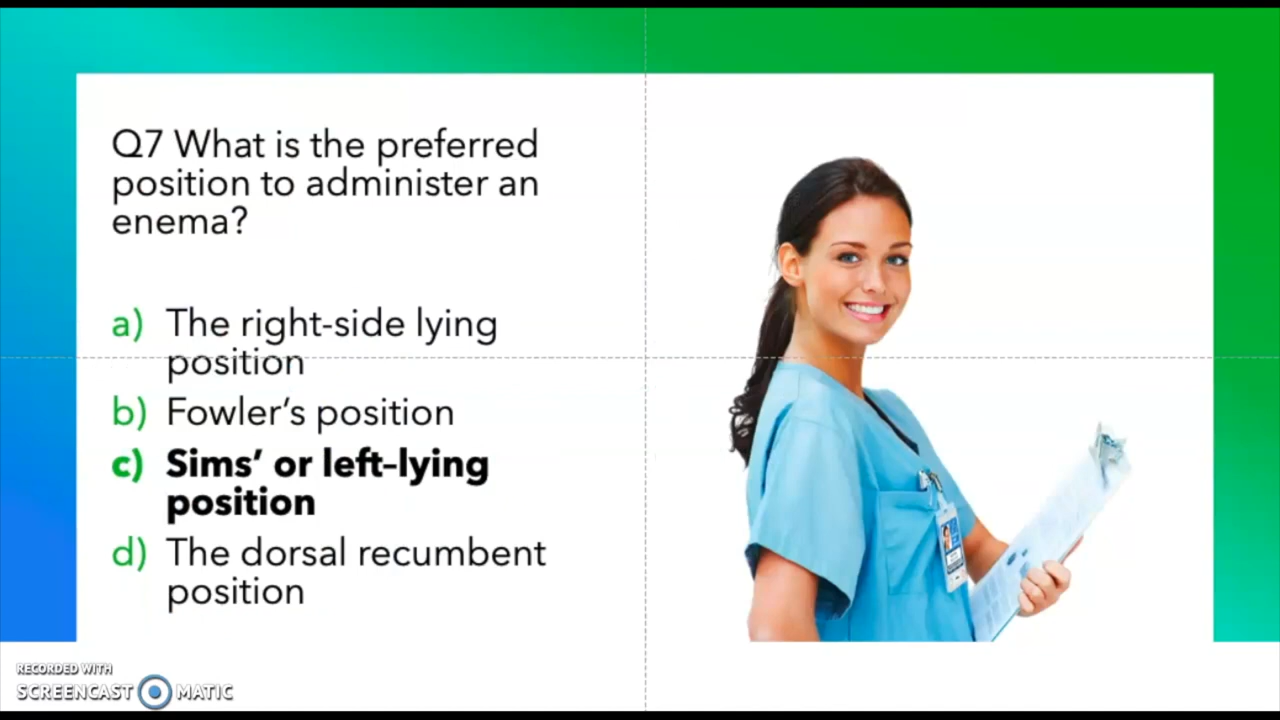 Q7 What is the preferred
position to administer an
enema?
a) The right-side lying
position
b) Fowler's position
c) Sims' or left-lying
position
d) The dorsal recumbent
position
RECORDED WITH
SCREENCAST MATIC